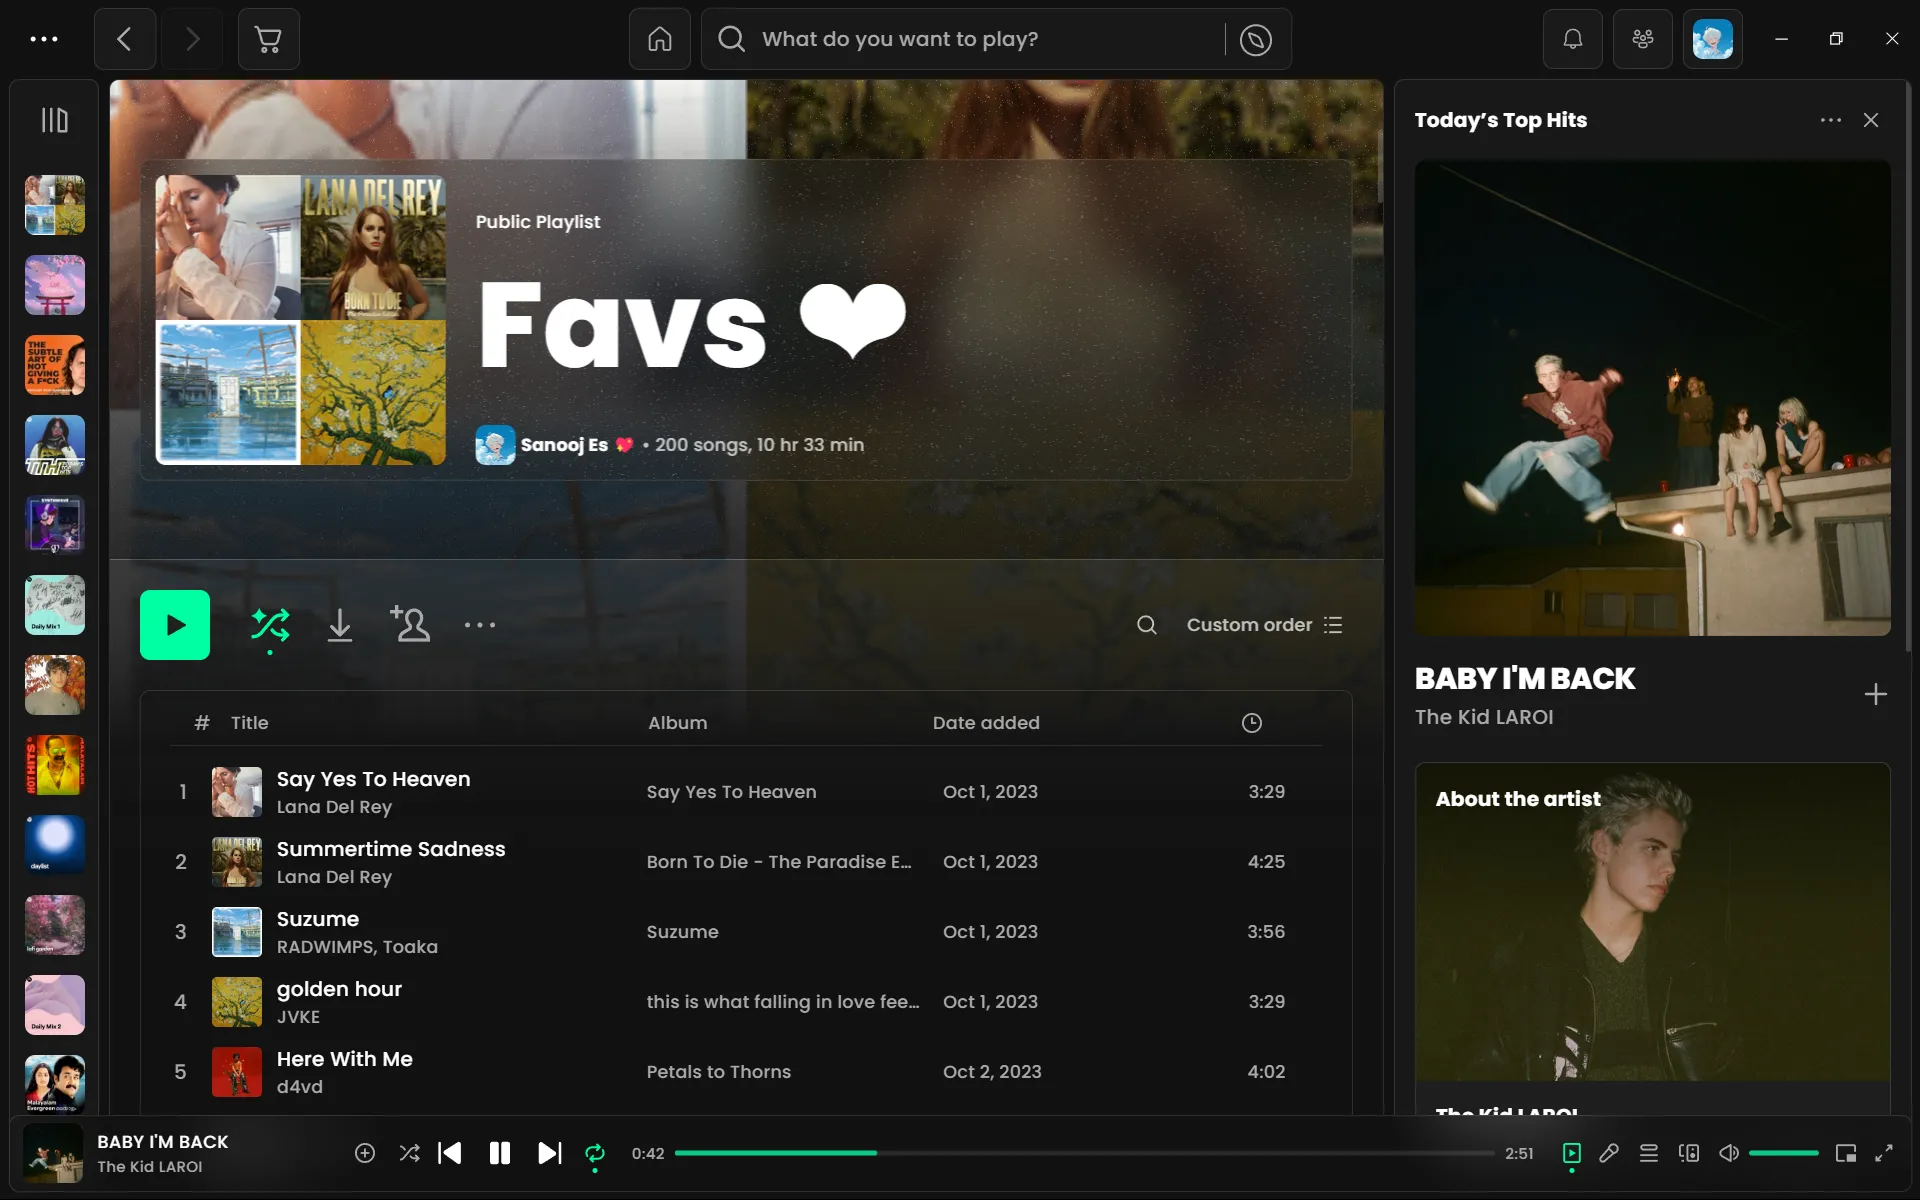 What do you want to play?
THE
SUBTLE
ART OF
NOT
GIVING
A F*CK
Daily Mix 1
HOT HITS
daylist
lofi garden
Daily Mix 2
Malayalam
Evergreen
LANA DEL REY
BORN TO DIE
Public Playlist
Favs ❤
Sanooj Es 💖 • 200 songs, 10 hr 33 min
Custom order
# Title Album Date added
1 Say Yes To Heaven Say Yes To Heaven Oct 1, 2023 3:29
Lana Del Rey
2 Summertime Sadness Born To Die - The Paradise E... Oct 1, 2023 4:25
Lana Del Rey
3 Suzume Suzume Oct 1, 2023 3:56
RADWIMPS, Toaka
4 golden hour this is what falling in love fee... Oct 1, 2023 3:29
JVKE
5 Here With Me Petals to Thorns Oct 2, 2023 4:02
d4vd
Today's Top Hits
BABY I'M BACK
The Kid LAROI
About the artist
The Kid LAROI
BABY I'M BACK
The Kid LAROI
0:42
2:51